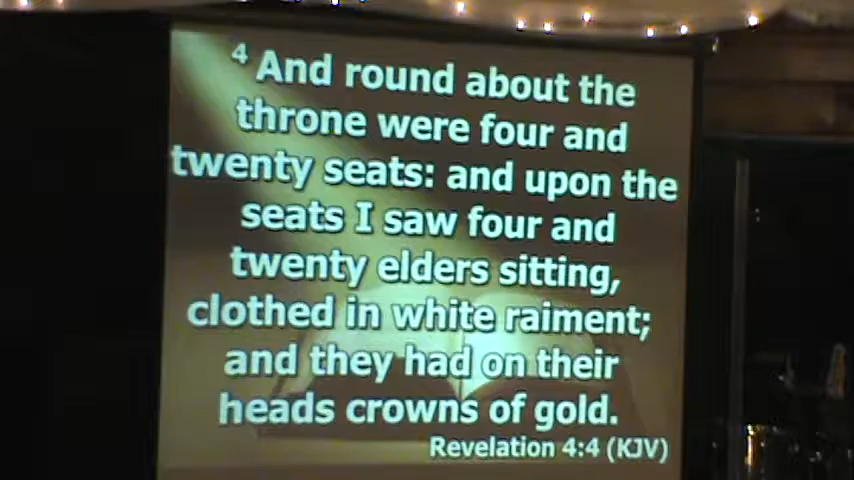 4 And round about the
throne were four and
twenty seats: and upon the
seats I saw four and
twenty elders sitting,
clothed in white raiment;
and they had on their
heads crowns of gold.
Revelation 4:4 (KJV)